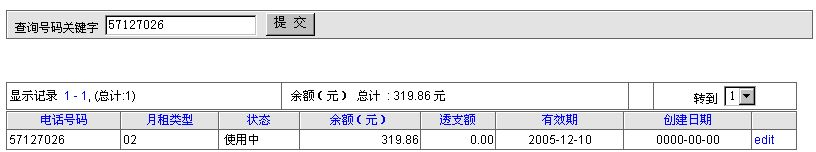 查询号码关键字 57127026 提 交
显示记录 1 - 1, (总计:1) 余额（元） 总计 : 319.86 元 转到 1
电话号码 月租类型 状态 余额（元） 透支额 有效期 创建日期
57127026 02 使用中 319.86 0.00 2005-12-10 0000-00-00 edit